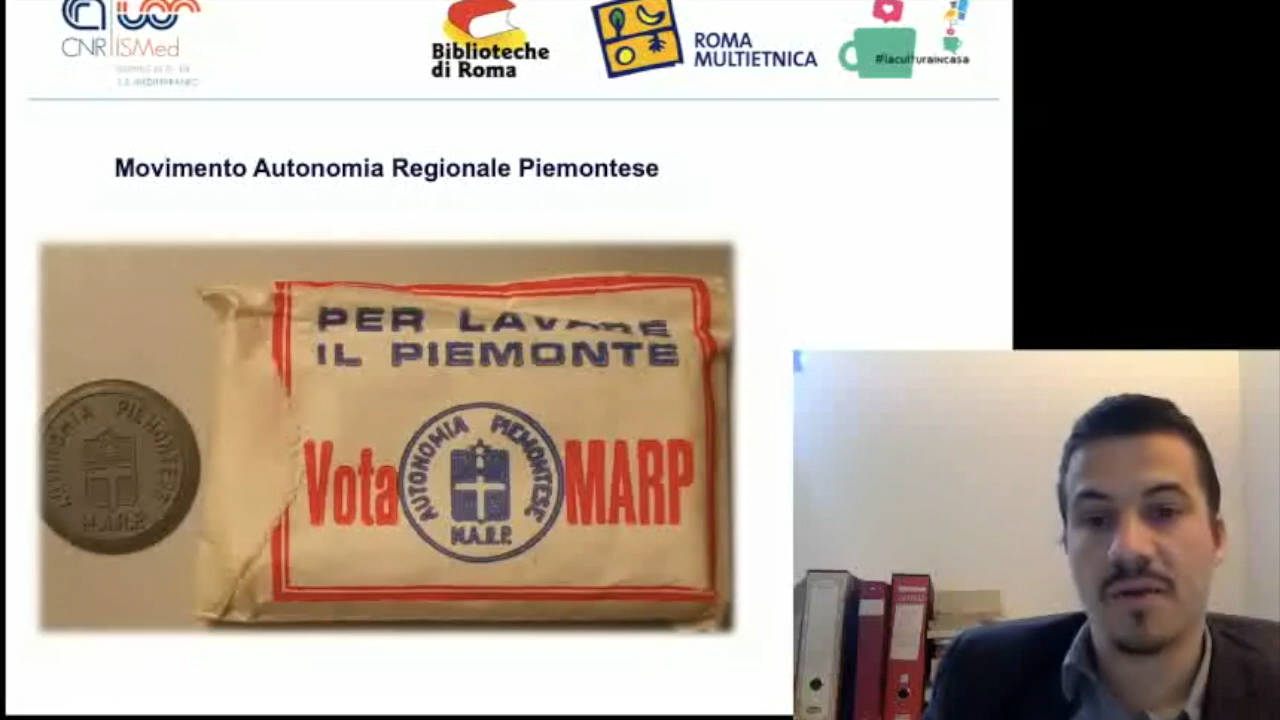 CNR ISMed
Biblioteche
di Roma
ROMA
MULTIETNICA
#laculturaincasa
Movimento Autonomia Regionale Piemontese
PER LAVARE
IL PIEMONTE
Vota MARP
AUTONOMIA PIEMONTESE
M.A.R.P.
AUTONOMIA PIEMONTESE
M.A.R.P.